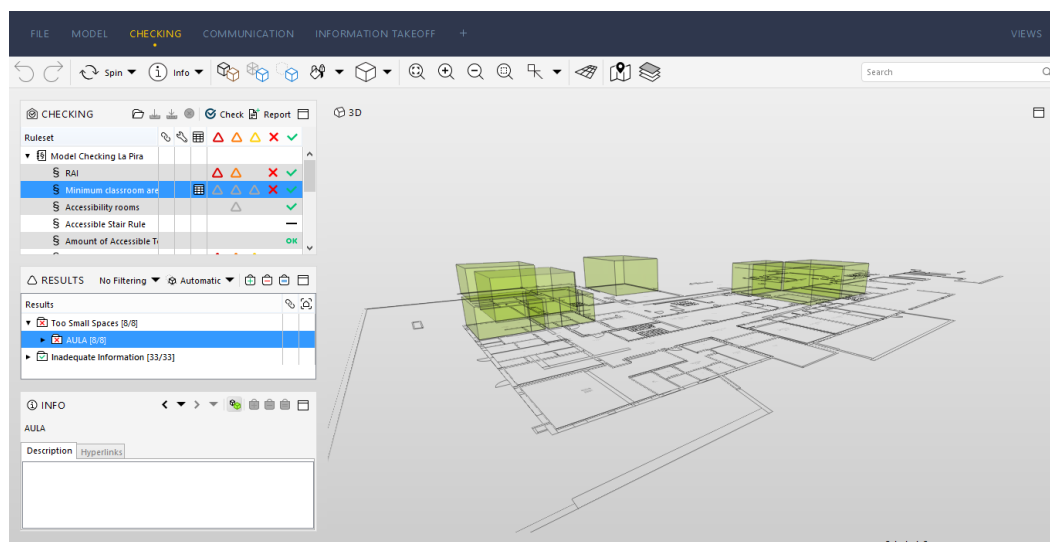 FILE MODEL CHECKING COMMUNICATION INFORMATION TAKEOFF + VIEWS
Spin Info Search
CHECKING Check Report
3D
Ruleset
Model Checking La Pira
§ RAI
§ Minimum classroom are
§ Accessibility rooms
§ Accessible Stair Rule
§ Amount of Accessible T
OK
RESULTS No Filtering Automatic
Results
Too Small Spaces [8/8]
AULA [8/8]
Inadequate Information [33/33]
INFO
AULA
Description Hyperlinks